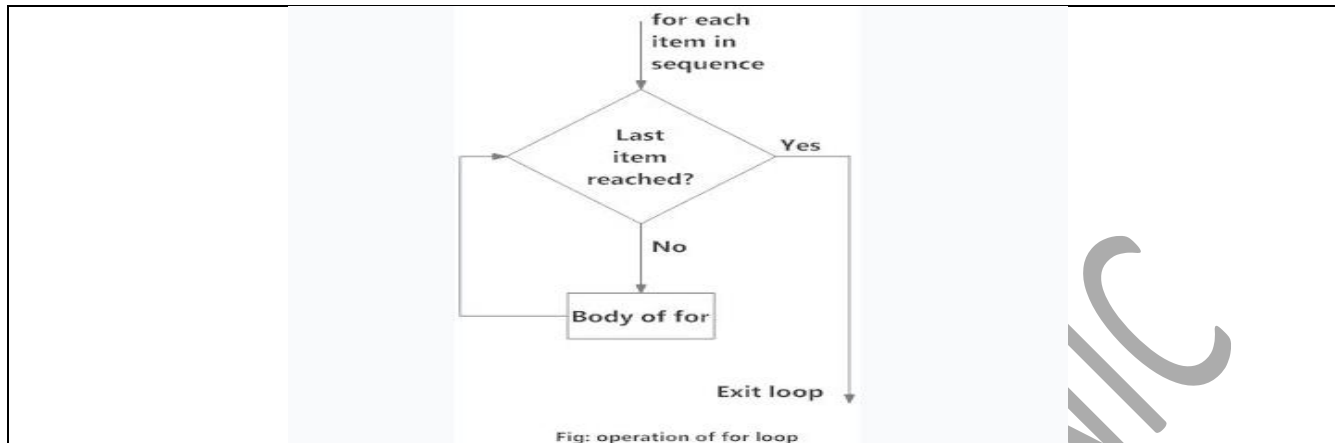 for each
item in
sequence
Last
item
reached?
Yes
No
Body of for
Exit loop
Fig: operation of for loop
NIC